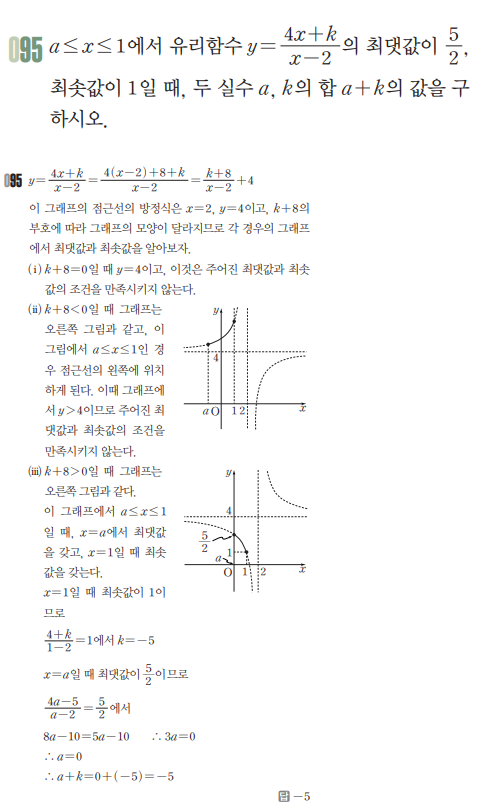 095 a≤x≤1에서 유리함수 y=\frac{4x+k}{x-2}의 최댓값이 \frac{5}{2},
최솟값이 1일 때, 두 실수 a, k의 합 a+k의 값을 구
하시오.
095 y=\frac{4x+k}{x-2}=\frac{4(x-2)+8+k}{x-2}=\frac{k+8}{x-2}+4
이 그래프의 점근선의 방정식은 x=2, y=4이고, k+8의
부호에 따라 그래프의 모양이 달라지므로 각 경우의 그래프
에서 최댓값과 최솟값을 알아보자.
(ⅰ) k+8=0일 때 y=4이고, 이것은 주어진 최댓값과 최솟
값의 조건을 만족시키지 않는다.
(ⅱ) k+8<0일 때 그래프는
오른쪽 그림과 같고, 이
그림에서 a≤x≤1인 경
우 점근선의 왼쪽에 위치
하게 된다. 이때 그래프에
서 y>4이므로 주어진 최
댓값과 최솟값의 조건을
만족시키지 않는다.
y
4
a O 1 2 x
(ⅲ) k+8>0일 때 그래프는
오른쪽 그림과 같다.
이 그래프에서 a≤x≤1
일 때, x=a에서 최댓값
을 갖고, x=1일 때 최솟
값을 갖는다.
x=1일 때 최솟값이 1이
므로
y
4
\frac{5}{2}
1
a
O 1 2 x
\frac{4+k}{1-2}=1에서 k=-5
x=a일 때 최댓값이 \frac{5}{2}이므로
\frac{4a-5}{a-2}=\frac{5}{2}에서
8a-10=5a-10 ∴ 3a=0
∴ a=0
∴ a+k=0+(-5)=-5
답 -5